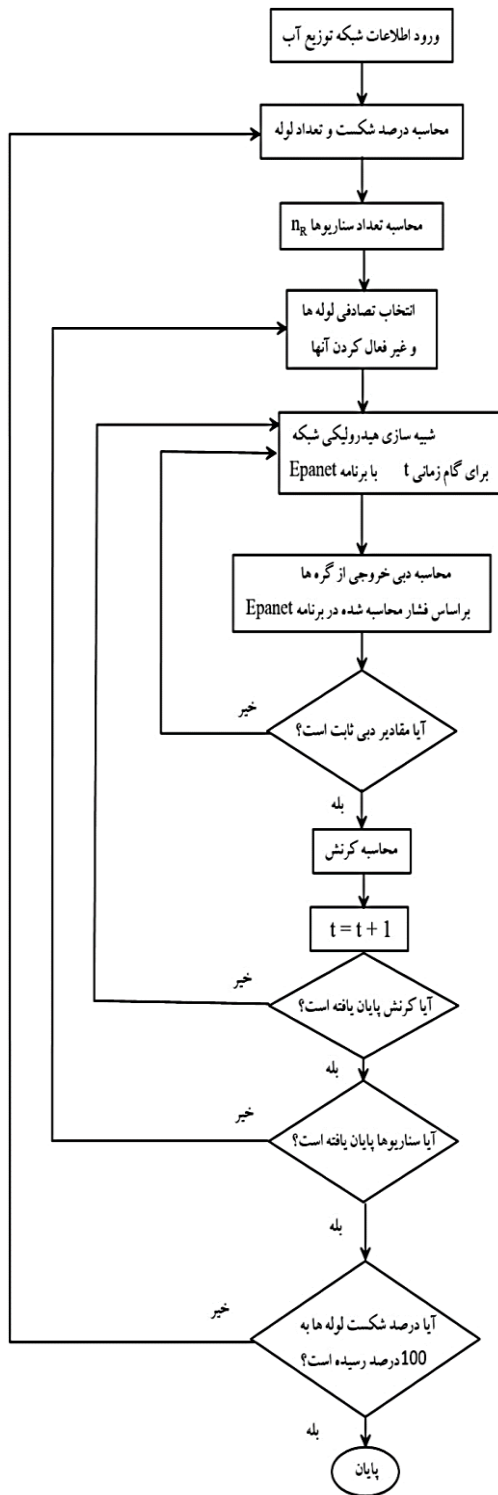 ورود اطلاعات شبکه توزیع آب
محاسبه درصد شکست و تعداد لوله
محاسبه تعداد سناریوها nR
انتخاب تصادفی لوله ها
و غیر فعال کردن آنها
شبیه سازی هیدرولیکی شبکه
برای گام زمانی t با برنامه Epanet
محاسبه دبی خروجی از گره ها
براساس فشار محاسبه شده در برنامه Epanet
خیر
آیا مقادیر دبی ثابت است؟
بله
محاسبه کرنش
t = t + 1
خیر
آیا کرنش پایان یافته است؟
بله
خیر
آیا سناریوها پایان یافته است؟
بله
خیر
آیا درصد شکست لوله ها به
100درصد رسیده است؟
بله
پایان